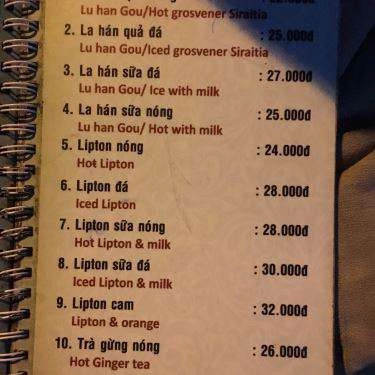 Lu han Gou/Hot grosvener Siraitia
2. La hán quả đá : 25.000đ
Lu han Gou/Iced grosvener Siraitia
3. La hán sữa đá : 27.000đ
Lu han Gou/ Ice with milk
4. La hán sữa nóng : 25.000đ
Lu han Gou/ Hot with milk
5. Lipton nóng : 24.000đ
Hot Lipton
6. Lipton đá : 28.000đ
Iced Lipton
7. Lipton sữa nóng : 28.000đ
Hot Lipton & milk
8. Lipton sữa đá : 30.000đ
Iced Lipton & milk
9. Lipton cam : 32.000đ
Lipton & orange
10. Trà gừng nóng : 26.000đ
Hot Ginger tea